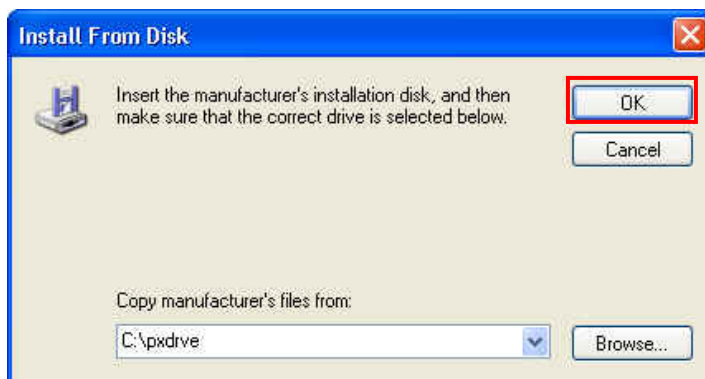 Install From Disk
Insert the manufacturer's installation disk, and then
make sure that the correct drive is selected below.
OK
Cancel
Copy manufacturer's files from:
C:\pxdrve
Browse...